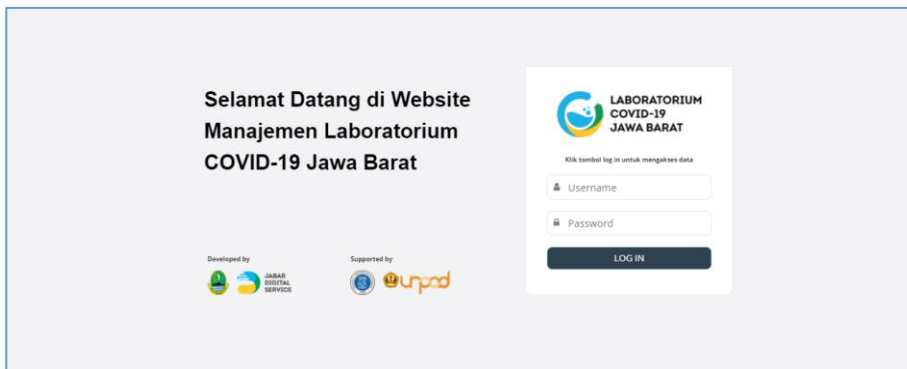 Selamat Datang di Website
Manajemen Laboratorium
COVID-19 Jawa Barat
Developed by
JABAR
DIGITAL
SERVICE
Supported by
unpad
LABORATORIUM
COVID-19
JAWA BARAT
Klik tombol log in untuk mengakses data
Username
Password
LOG IN